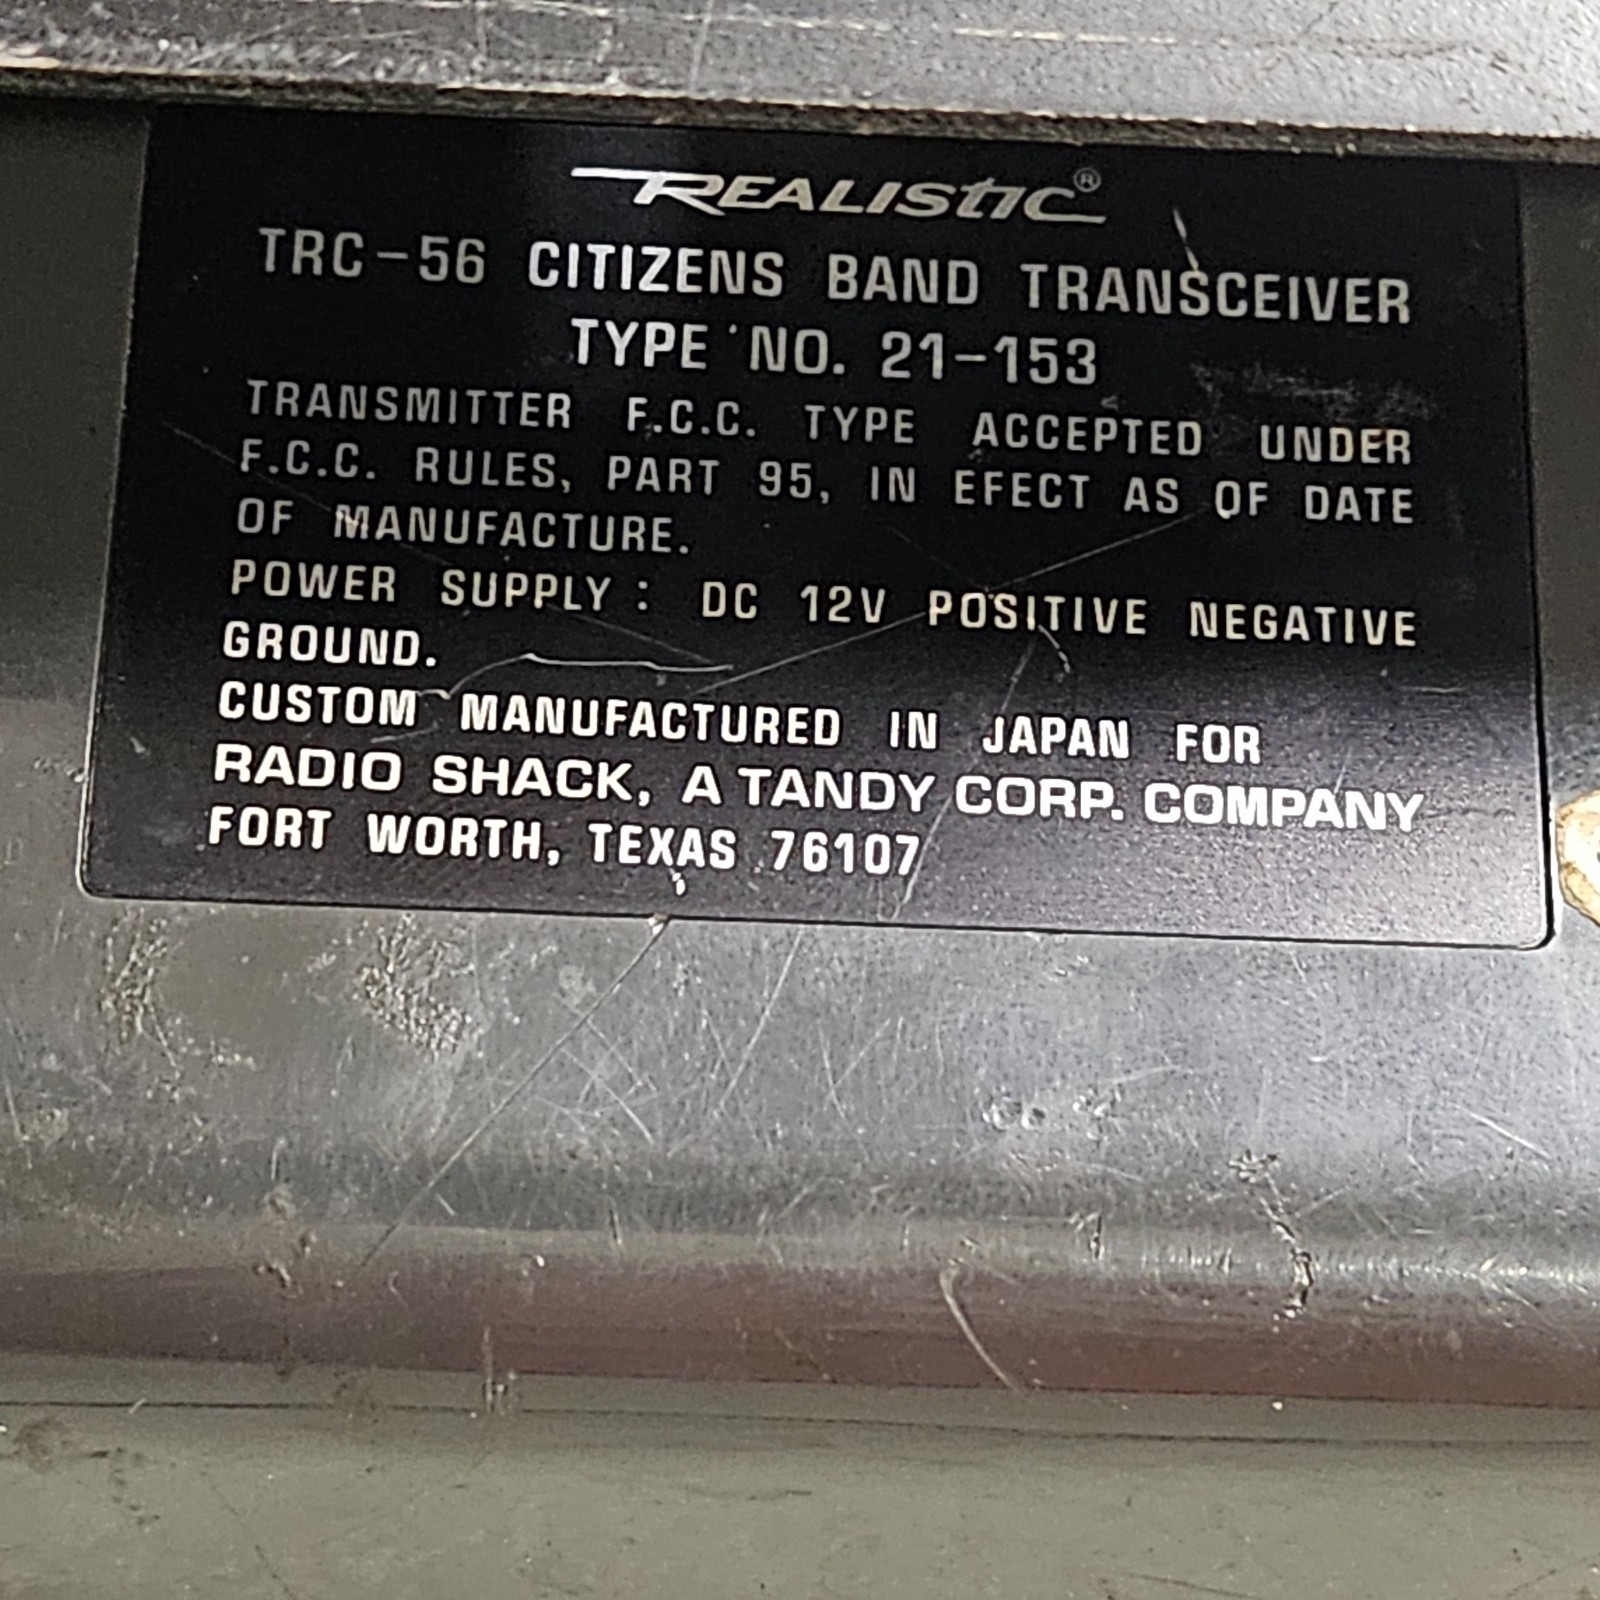 REALISTIC®
TRC-56 CITIZENS BAND TRANSCEIVER
TYPE NO. 21-153
TRANSMITTER F.C.C. TYPE ACCEPTED UNDER
F.C.C. RULES, PART 95, IN EFECT AS OF DATE
OF MANUFACTURE.
POWER SUPPLY: DC 12V POSITIVE NEGATIVE
GROUND.
CUSTOM MANUFACTURED IN JAPAN FOR
RADIO SHACK, A TANDY CORP. COMPANY
FORT WORTH, TEXAS 76107